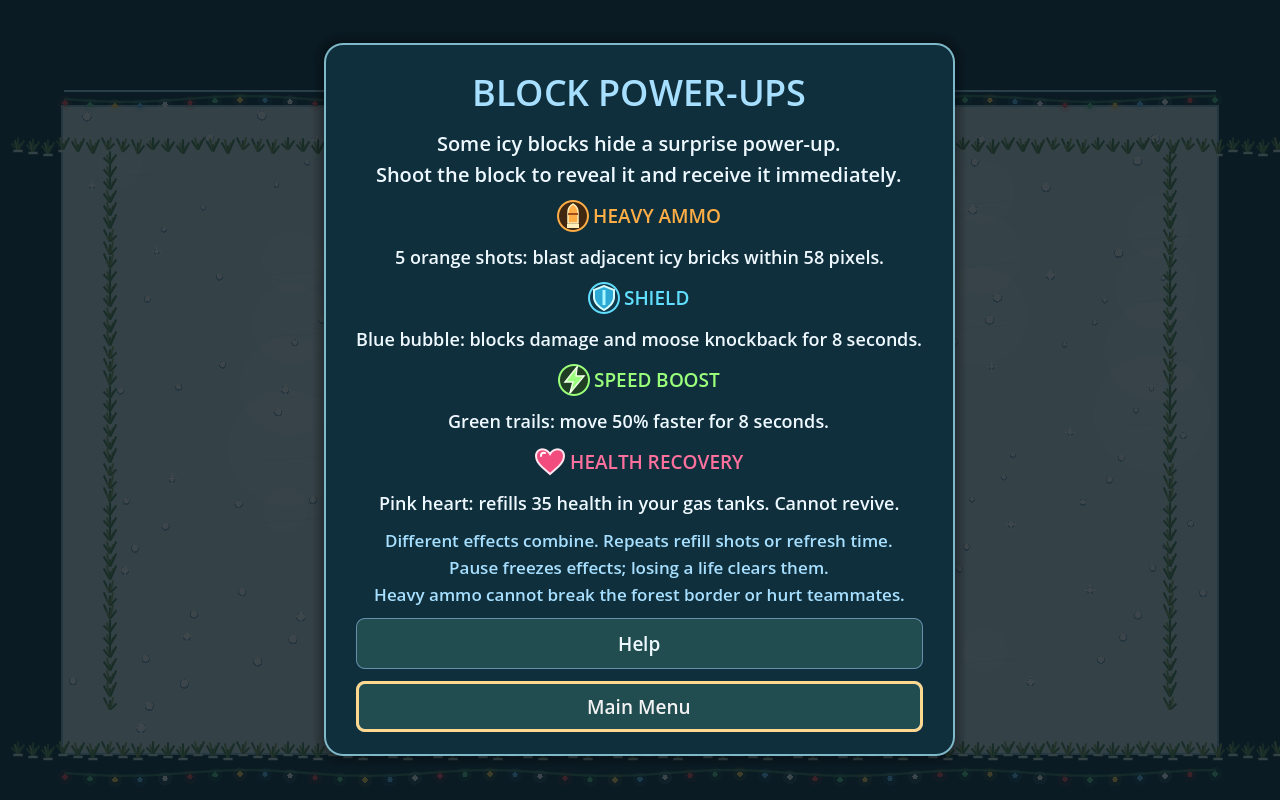 BLOCK POWER-UPS
Some icy blocks hide a surprise power-up.
Shoot the block to reveal it and receive it immediately.
HEAVY AMMO
5 orange shots: blast adjacent icy bricks within 58 pixels.
SHIELD
Blue bubble: blocks damage and moose knockback for 8 seconds.
SPEED BOOST
Green trails: move 50% faster for 8 seconds.
HEALTH RECOVERY
Pink heart: refills 35 health in your gas tanks. Cannot revive.
Different effects combine. Repeats refill shots or refresh time.
Pause freezes effects; losing a life clears them.
Heavy ammo cannot break the forest border or hurt teammates.
Help
Main Menu